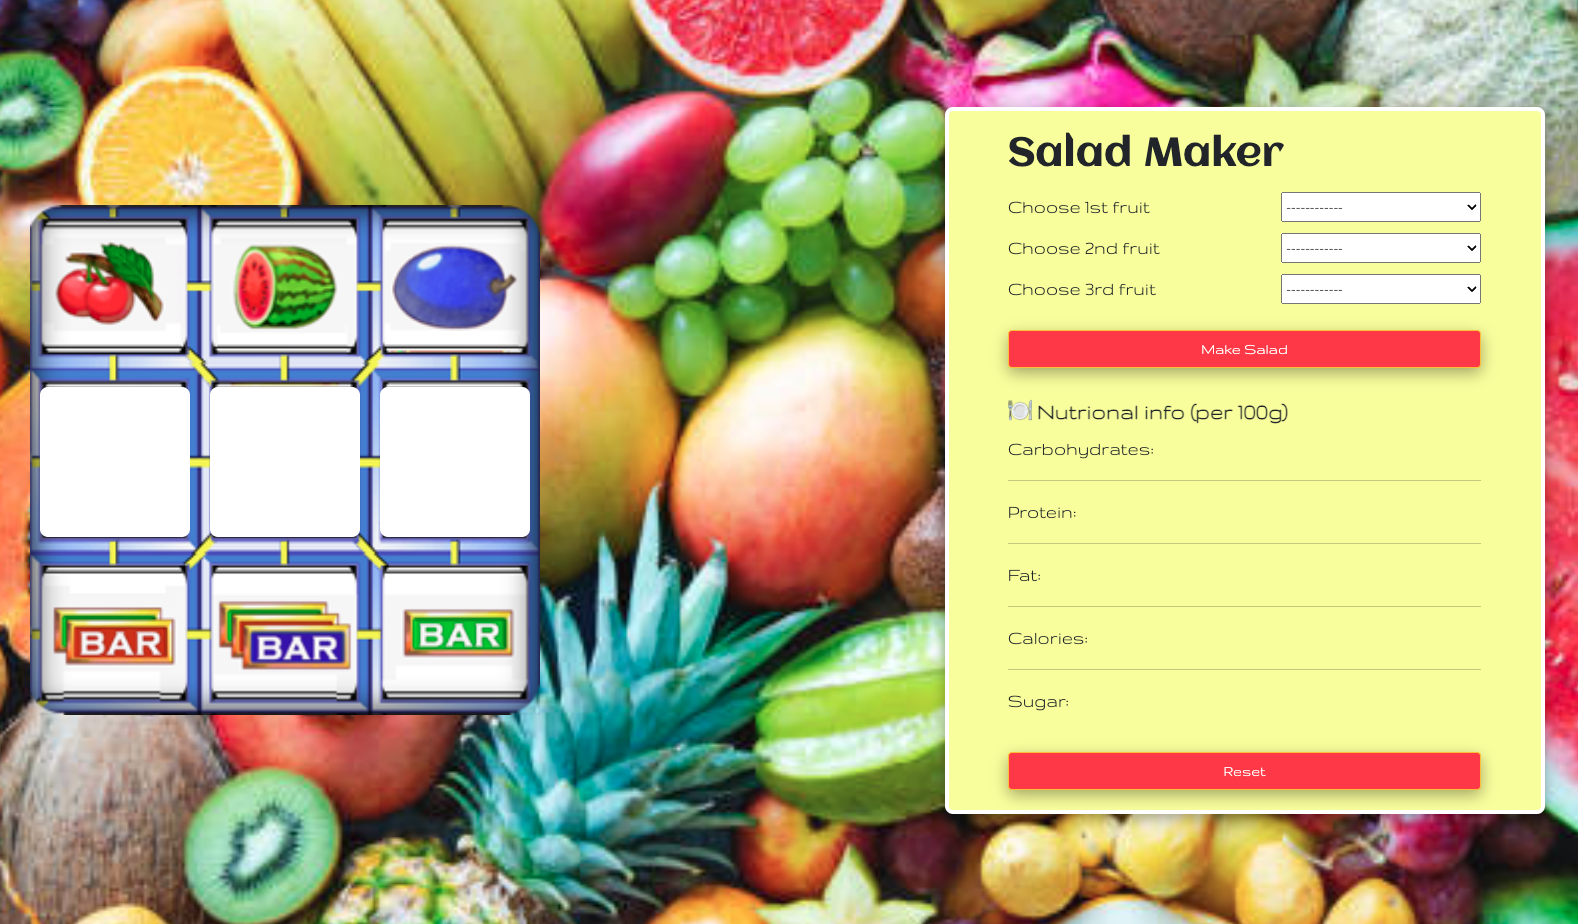 BAR
BAR
BAR
Salad Maker
Choose 1st fruit
------------
Choose 2nd fruit
------------
Choose 3rd fruit
------------
Make Salad
🍽 Nutrional info (per 100g)
Carbohydrates:
Protein:
Fat:
Calories:
Sugar:
Reset